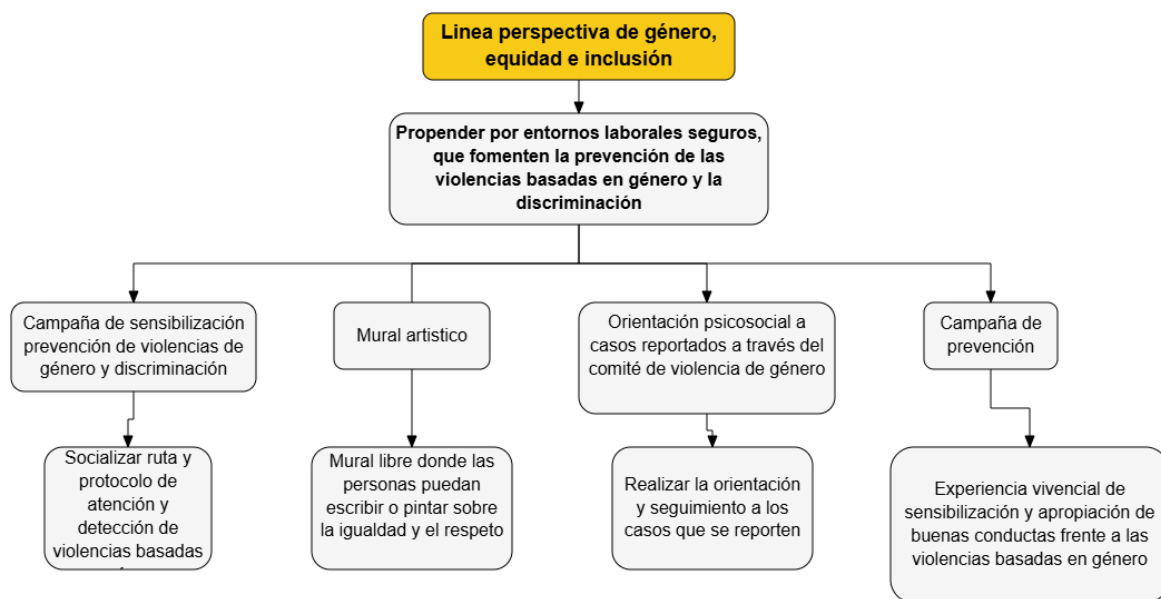 Linea perspectiva de género,
equidad e inclusión
Propender por entornos laborales seguros,
que fomenten la prevención de las
violencias basadas en género y la
discriminación
Campaña de sensibilización
prevención de violencias de
género y discriminación
Mural artistico
Orientación psicosocial a
casos reportados a través del
comité de violencia de género
Campaña de
prevención
Socializar ruta y
protocolo de
atención y
detección de
violencias basadas
Mural libre donde las
personas puedan
escribir o pintar sobre
la igualdad y el respeto
Realizar la orientación
y seguimiento a los
casos que se reporten
Experiencia vivencial de
sensibilización y apropiación de
buenas conductas frente a las
violencias basadas en género